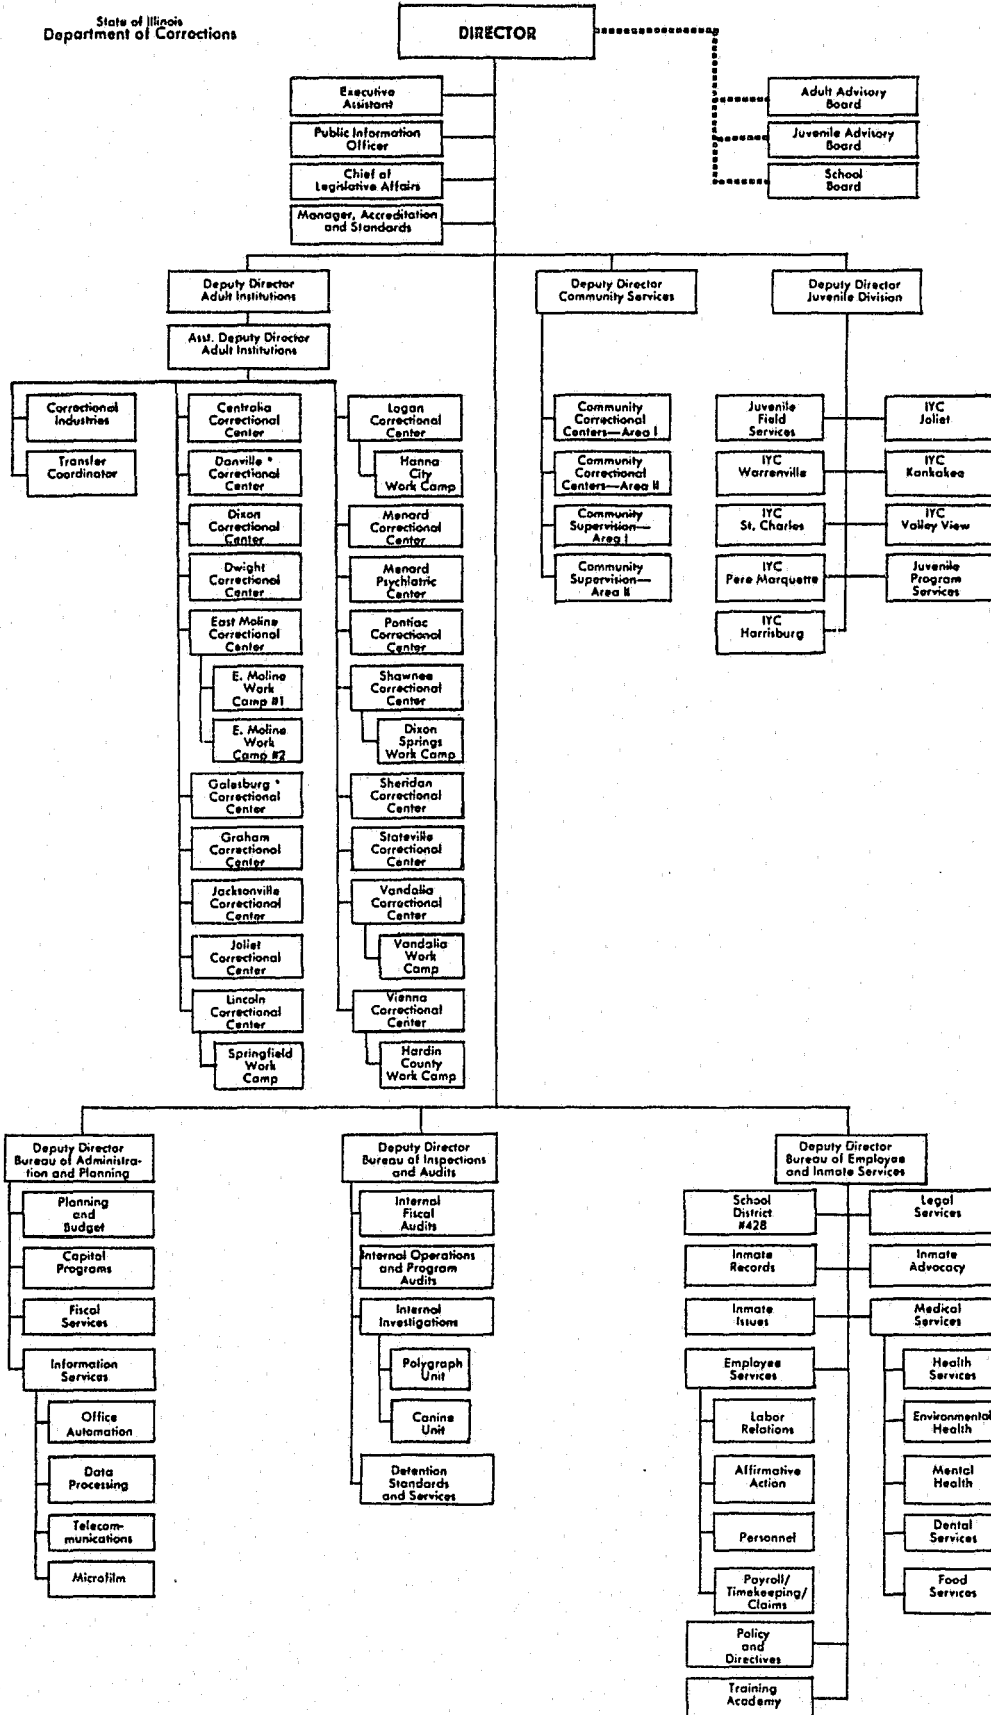 State of Illinois
Department of Corrections
DIRECTOR
Executive
Assistant
Public Information
Officer
Chief of
Legislative Affairs
Manager, Accreditation
and Standards
Adult Advisory
Board
Juvenile Advisory
Board
School
Board
Deputy Director
Adult Institutions
Asst. Deputy Director
Adult Institutions
Deputy Director
Community Services
Deputy Director
Juvenile Division
Correctional
Industries
Transfer
Coordinator
Centralia
Correctional
Center
Danville *
Correctional
Center
Dixon
Correctional
Center
Dwight
Correctional
Center
East Moline
Correctional
Center
E. Moline
Work
Camp #1
E. Moline
Work
Camp #2
Galesburg *
Correctional
Center
Graham
Correctional
Center
Jacksonville
Correctional
Center
Joliet
Correctional
Center
Lincoln
Correctional
Center
Springfield
Work
Camp
Logan
Correctional
Center
Hanna
City
Work Camp
Menard
Correctional
Center
Menard
Psychiatric
Center
Pontiac
Correctional
Center
Shawnee
Correctional
Center
Dixon
Springs
Work Camp
Sheridan
Correctional
Center
Stateville
Correctional
Center
Vandalia
Correctional
Center
Vandalia
Work
Camp
Vienna
Correctional
Center
Hardin
County
Work Camp
Community
Correctional
Centers—Area I
Community
Correctional
Centers—Area II
Community
Supervision—
Area I
Community
Supervision—
Area II
Juvenile
Field
Services
IYC
Warrenville
IYC
St. Charles
IYC
Pere Marquette
IYC
Harrisburg
IYC
Joliet
IYC
Kankakee
IYC
Valley View
Juvenile
Program
Services
Deputy Director
Bureau of Administra-
tion and Planning
Planning
and
Budget
Capital
Programs
Fiscal
Services
Information
Services
Office
Automation
Data
Processing
Telecom-
munications
Microfilm
Deputy Director
Bureau of Inspections
and Audits
Internal
Fiscal
Audits
Internal Operations
and Program
Audits
Internal
Investigations
Polygraph
Unit
Canine
Unit
Detention
Standards
and Services
Deputy Director
Bureau of Employee
and Inmate Services
School
District
#428
Inmate
Records
Inmate
Issues
Employee
Services
Labor
Relations
Affirmative
Action
Personnel
Payroll/
Timekeeping/
Claims
Policy
and
Directives
Training
Academy
Legal
Services
Inmate
Advocacy
Medical
Services
Health
Services
Environmental
Health
Mental
Health
Dental
Services
Food
Services